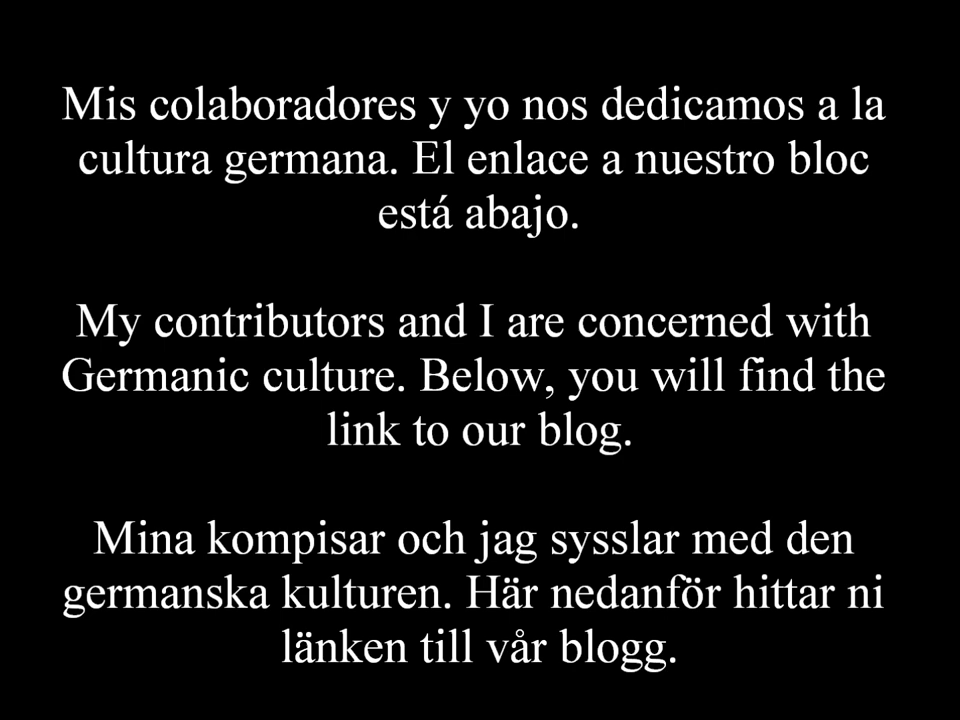 Mis colaboradores y yo nos dedicamos a la
cultura germana. El enlace a nuestro bloc
está abajo.
My contributors and I are concerned with
Germanic culture. Below, you will find the
link to our blog.
Mina kompisar och jag sysslar med den
germanska kulturen. Här nedanför hittar ni
länken till vår blogg.